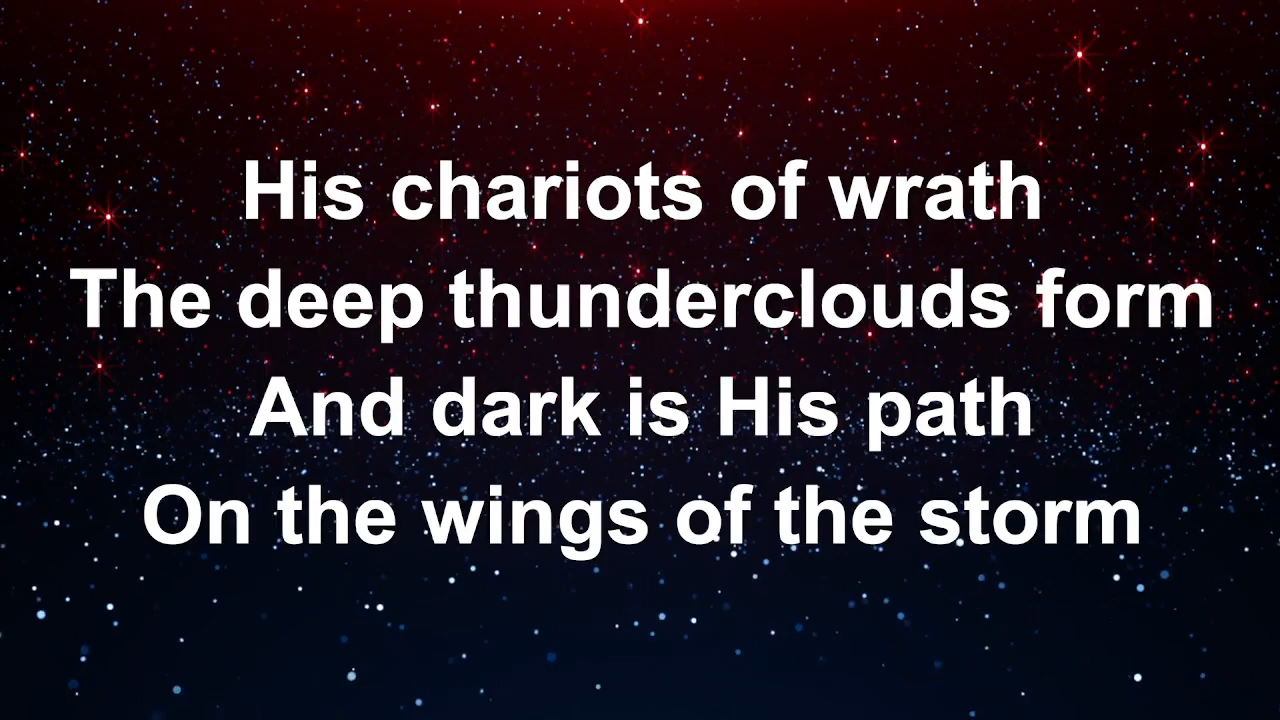 His chariots of wrath
The deep thunderclouds form
And dark is His path
On the wings of the storm